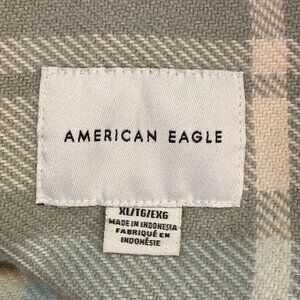 AMERICAN EAGLE
XL/TG/EXG
MADE IN INDONESIA
FABRIQUÉ EN
INDONÉSIE